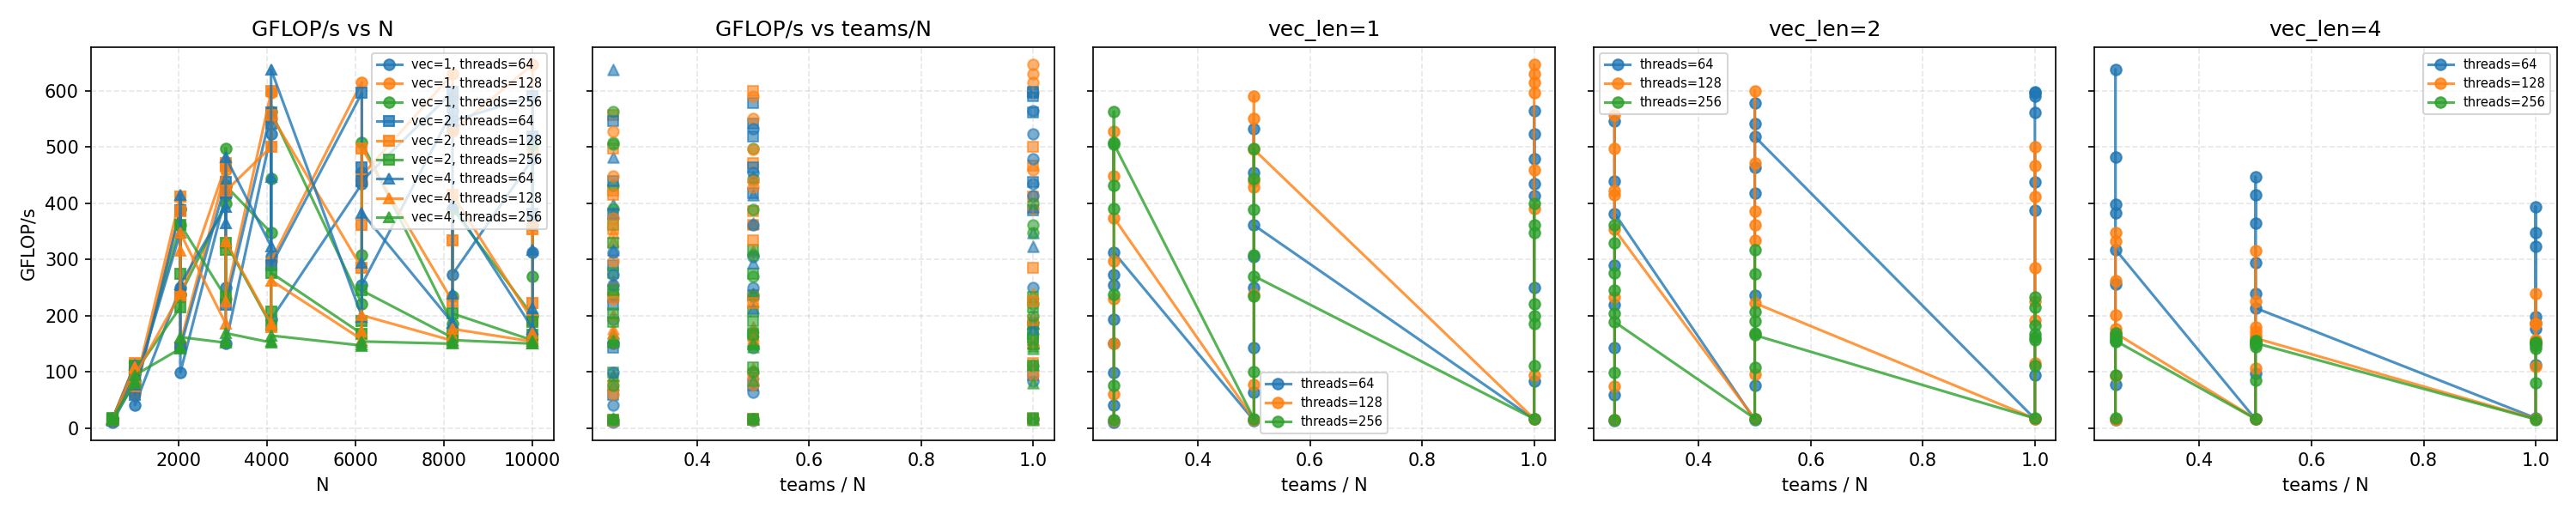 GFLOP/s vs N
GFLOP/s
600
500
400
300
200
100
0
2000 4000 6000 8000 10000
N
vec=1, threads=64
vec=1, threads=128
vec=1, threads=256
vec=2, threads=64
vec=2, threads=128
vec=2, threads=256
vec=4, threads=64
vec=4, threads=128
vec=4, threads=256
GFLOP/s vs teams/N
0.4 0.6 0.8 1.0
teams / N
vec_len=1
threads=64
threads=128
threads=256
0.4 0.6 0.8 1.0
teams / N
vec_len=2
threads=64
threads=128
threads=256
0.4 0.6 0.8 1.0
teams / N
vec_len=4
threads=64
threads=128
threads=256
0.4 0.6 0.8 1.0
teams / N